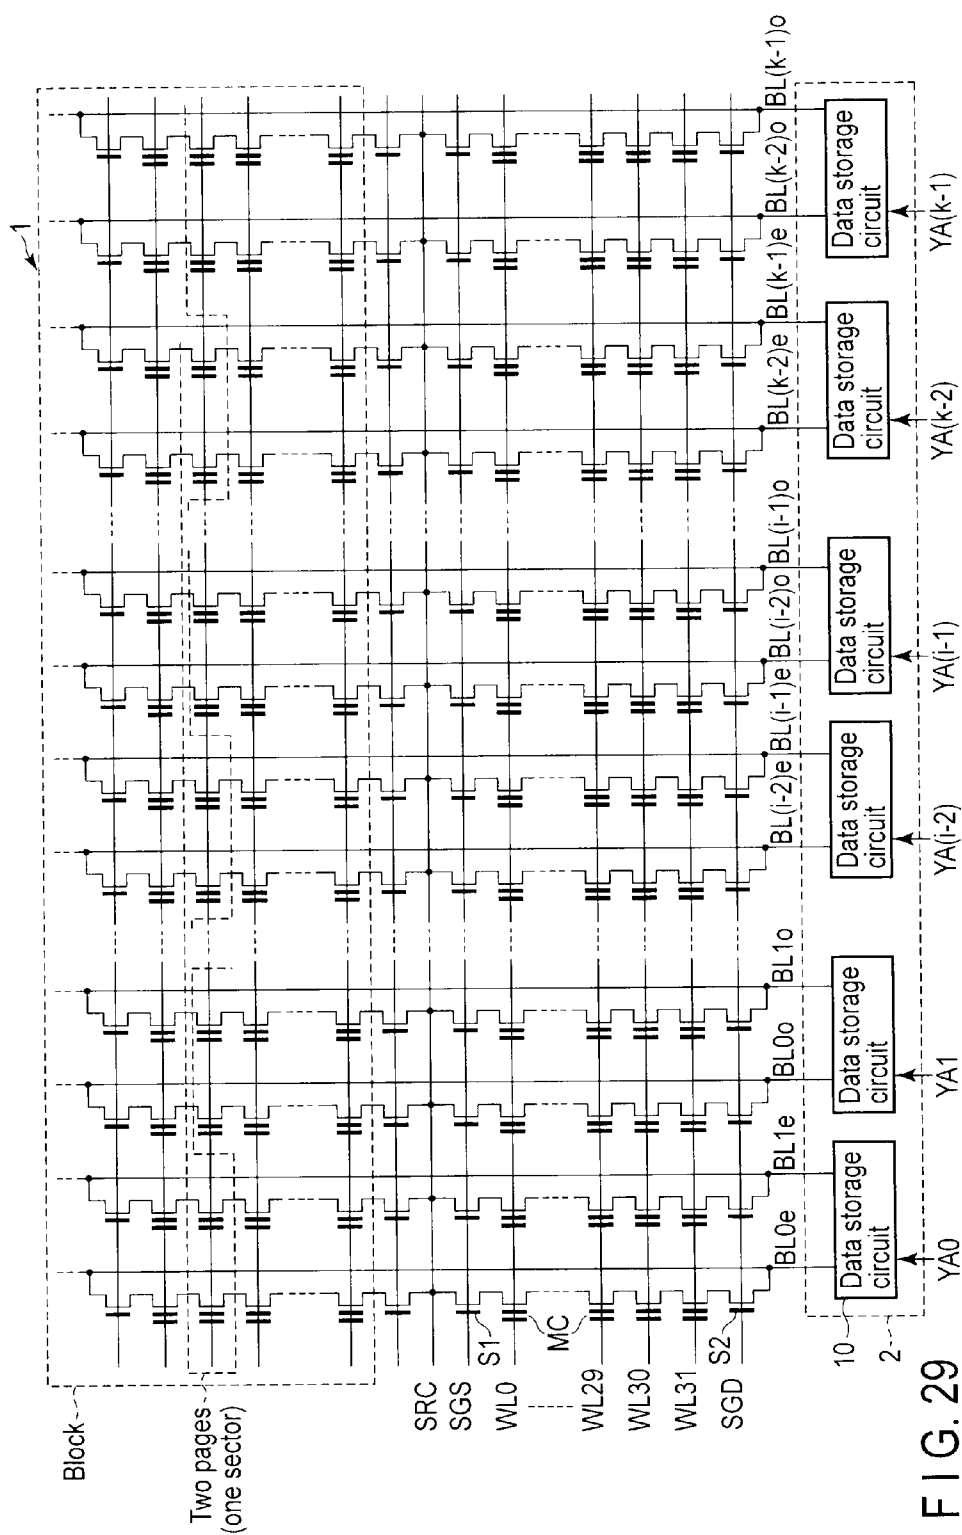 1
Block
Two pages
(one sector)
SRC
SGS
S1
WL0
MC
WL29
WL30
WL31
S2
SGD
BL0e
BL1e
BL0o
BL1o
BL(i-2)e
BL(i-1)e
BL(i-2)o
BL(i-1)o
BL(k-2)e
BL(k-1)e
BL(k-2)o
BL(k-1)o
10
2
Data storage
circuit
Data storage
circuit
Data storage
circuit
Data storage
circuit
Data storage
circuit
Data storage
circuit
YA0
YA1
YA(i-2)
YA(i-1)
YA(k-2)
YA(k-1)
FIG. 29